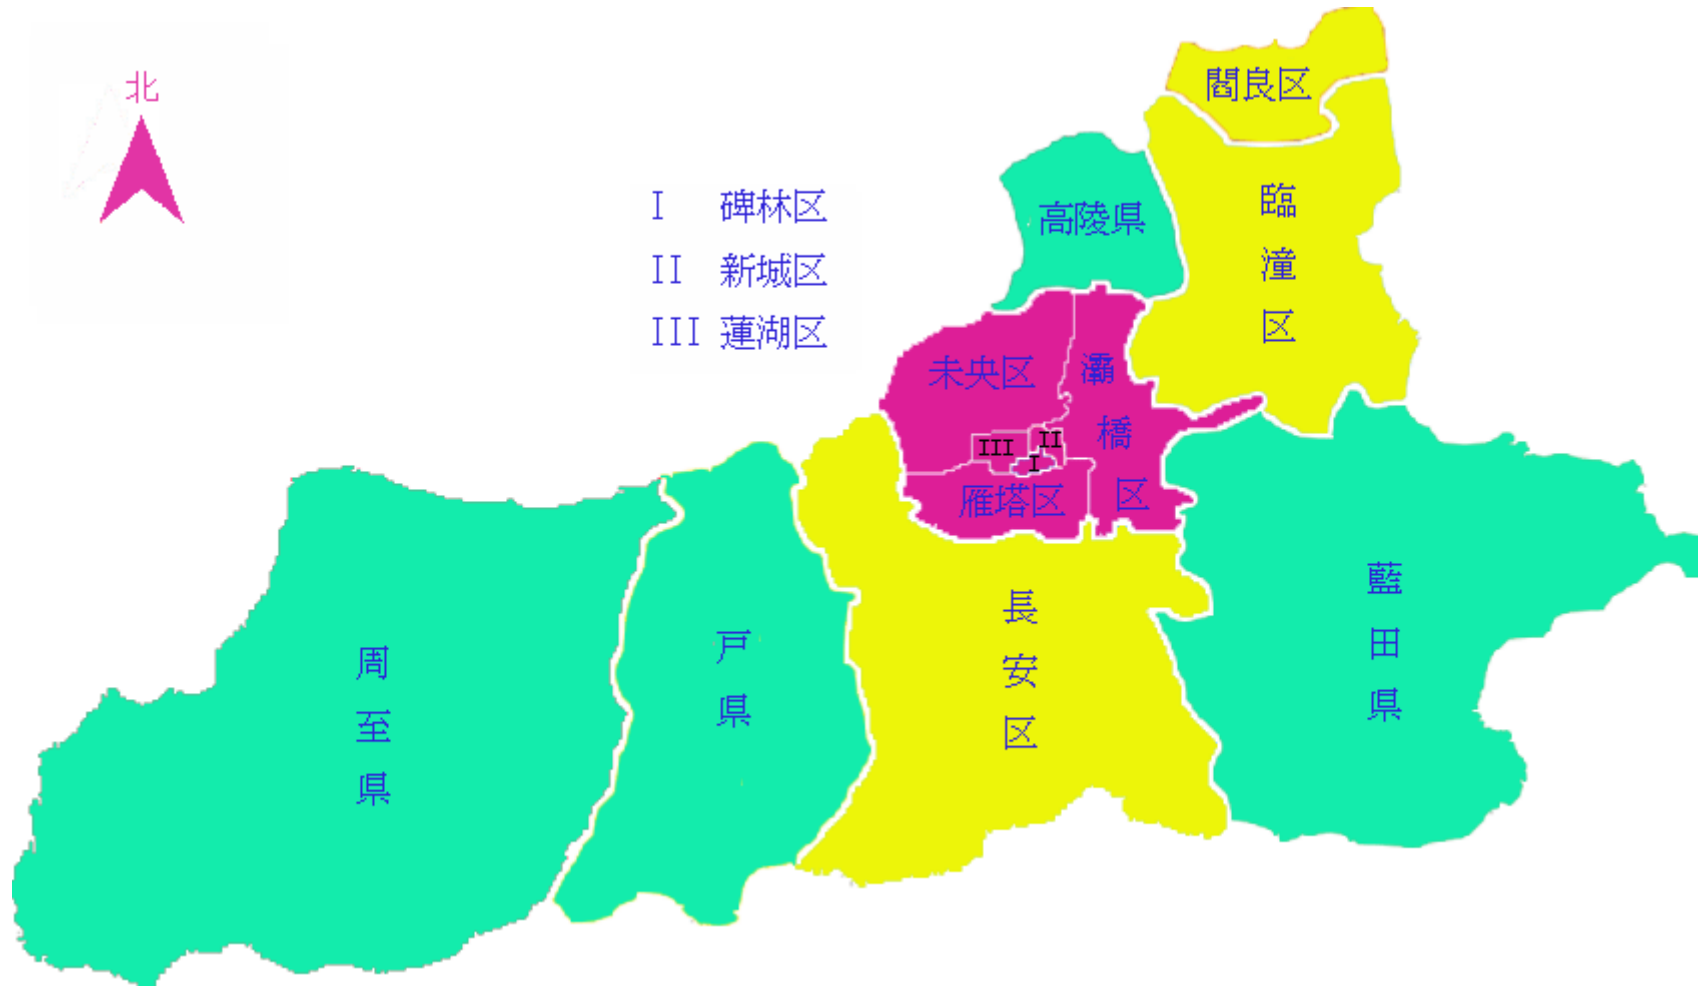 北
I 碑林区
II 新城区
III 蓮湖区
閻良区
臨潼区
高陵県
未央区
灞橋区
III
II
I
雁塔区
長安区
藍田県
戸県
周至県